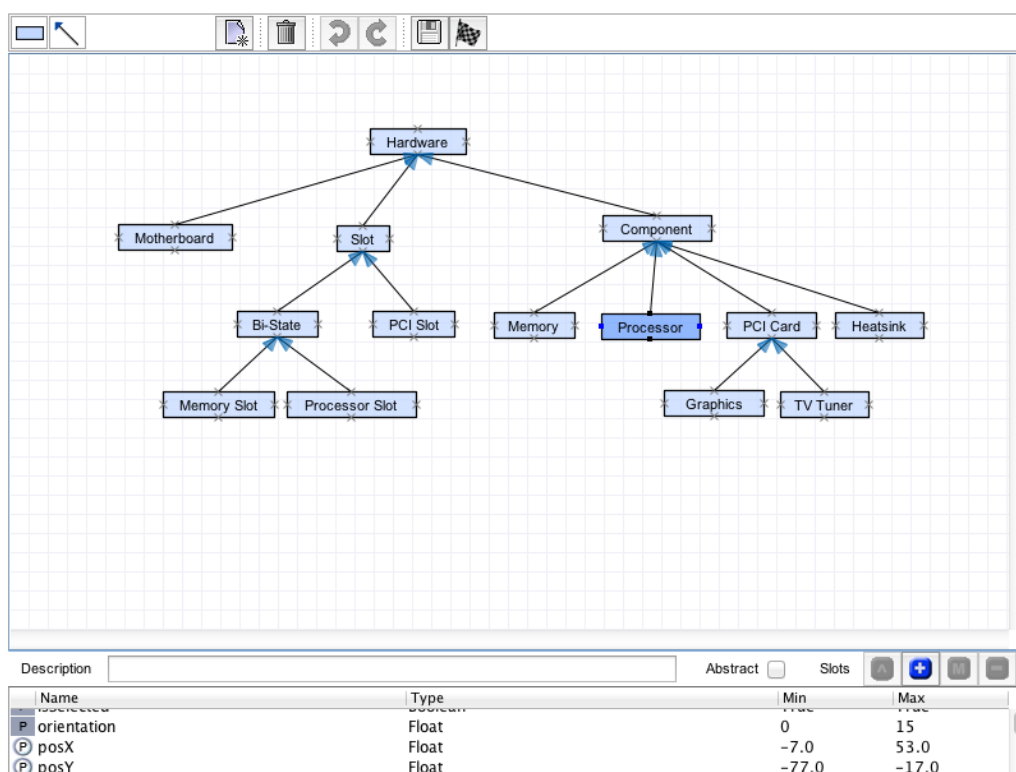 Hardware
Motherboard
Slot
Component
Bi-State
PCI Slot
Memory
Processor
PCI Card
Heatsink
Memory Slot
Processor Slot
Graphics
TV Tuner
Description
Abstract
Slots
A
M
Name Type Min Max
P orientation Float 0 15
P posX Float -7.0 53.0
P posY Float -77.0 -17.0